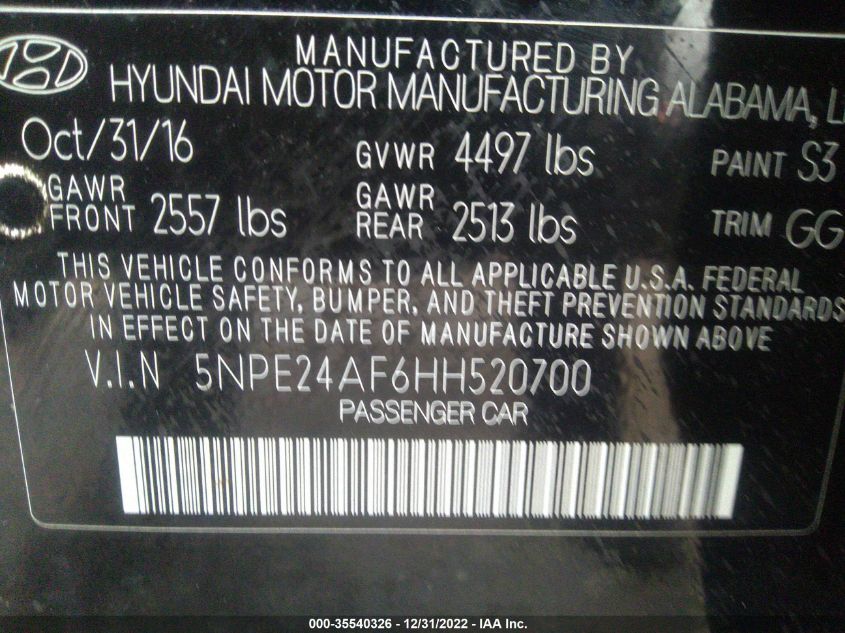 MANUFACTURED BY
HYUNDAI MOTOR MANUFACTURING ALABAMA,
Oct/31/16 GVWR 4497 lbs PAINT S3
GAWR FRONT 2557 lbs GAWR REAR 2513 lbs TRIM GG
THIS VEHICLE CONFORMS TO ALL APPLICABLE U.S.A. FEDERAL
MOTOR VEHICLE SAFETY, BUMPER, AND THEFT PREVENTION STANDARDS
IN EFFECT ON THE DATE OF MANUFACTURE SHOWN ABOVE
V.I.N 5NPE24AF6HH520700
PASSENGER CAR
000-35540326 - 12/31/2022 - IAA Inc.